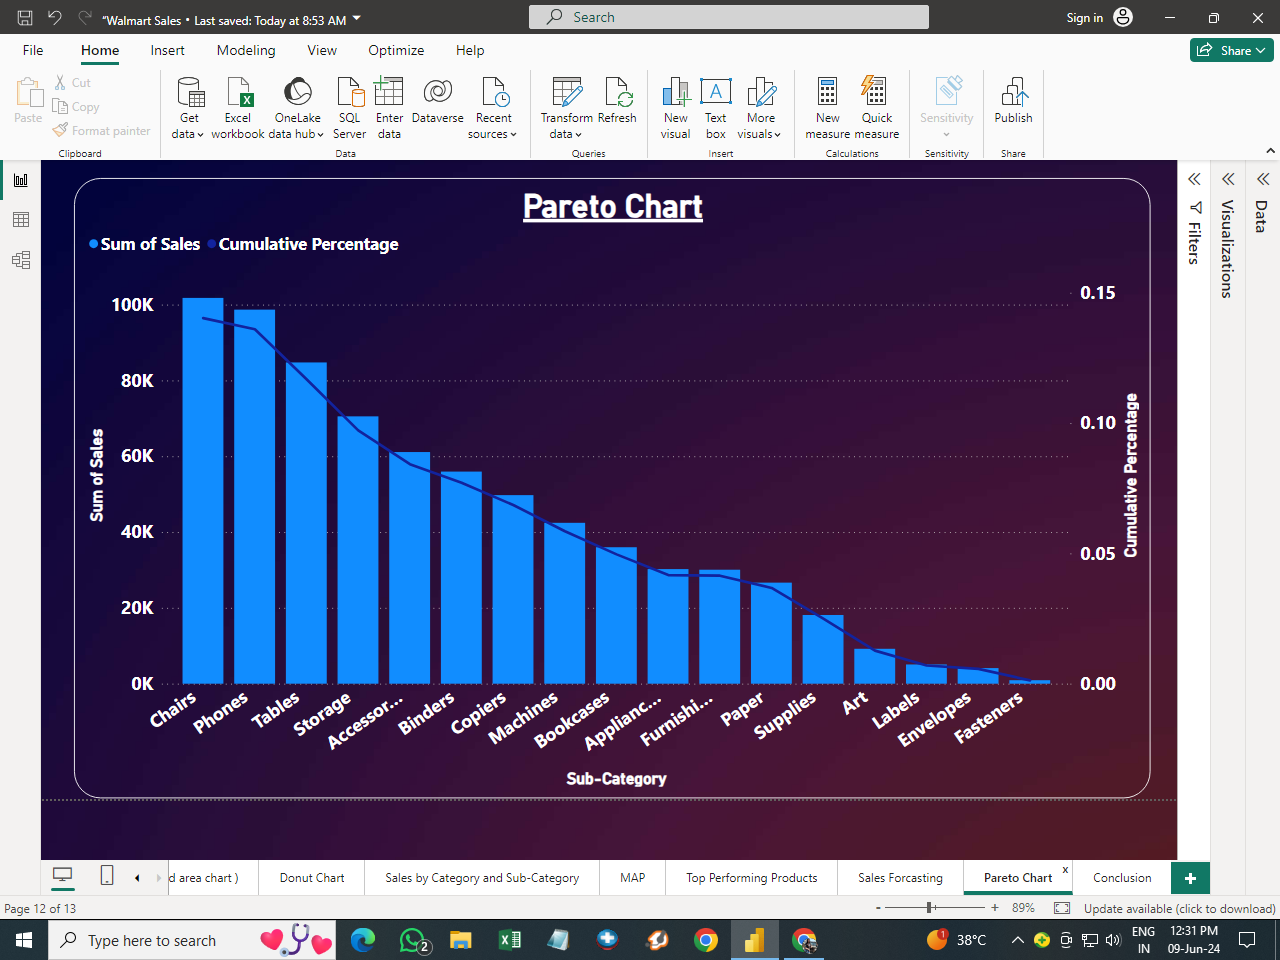 "Walmart Sales • Last saved: Today at 8:53 AM
Search
Sign in
File Home Insert Modeling View Optimize Help
Share
Paste
Cut
Copy
Format painter
Clipboard
Get data
Excel workbook
OneLake data hub
SQL Server
Enter data
Dataverse
Recent sources
Data
Transform data
Refresh
Queries
New visual
Text box
More visuals
Insert
New measure
Quick measure
Calculations
Sensitivity
Sensitivity
Publish
Share
Pareto Chart
Sum of Sales Cumulative Percentage
100K
80K
60K
40K
20K
0K
Sum of Sales
0.15
0.10
0.05
0.00
Cumulative Percentage
Chairs
Phones
Tables
Storage
Accessor...
Binders
Copiers
Machines
Bookcases
Applianc...
Furnishi...
Paper
Supplies
Art
Labels
Envelopes
Fasteners
Sub-Category
Filters
Visualizations
Data
d area chart )
Donut Chart
Sales by Category and Sub-Category
MAP
Top Performing Products
Sales Forcasting
Pareto Chart
x
Conclusion
+
Page 12 of 13
- + 89%
Update available (click to download)
Type here to search
2
1
38°C
ENG
IN
12:31 PM
09-Jun-24